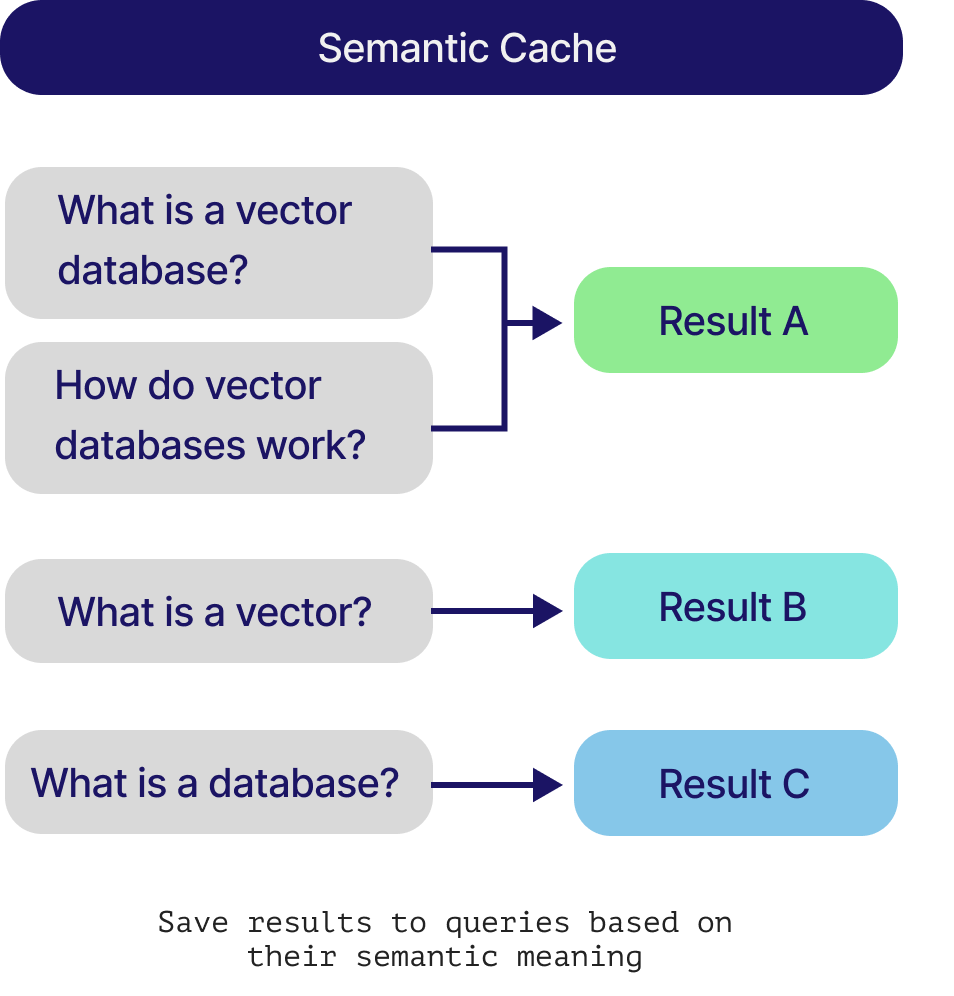 Semantic Cache
What is a vector
database?
Result A
How do vector
databases work?
What is a vector?
Result B
What is a database?
Result C
Save results to queries based on
their semantic meaning